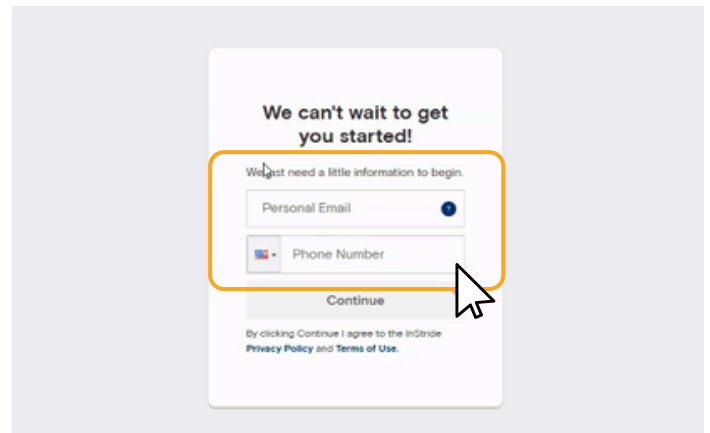 We can't wait to get
you started!
We just need a little information to begin.
Personal Email
?
Phone Number
Continue
By clicking Continue I agree to the InStride
Privacy Policy and Terms of Use.